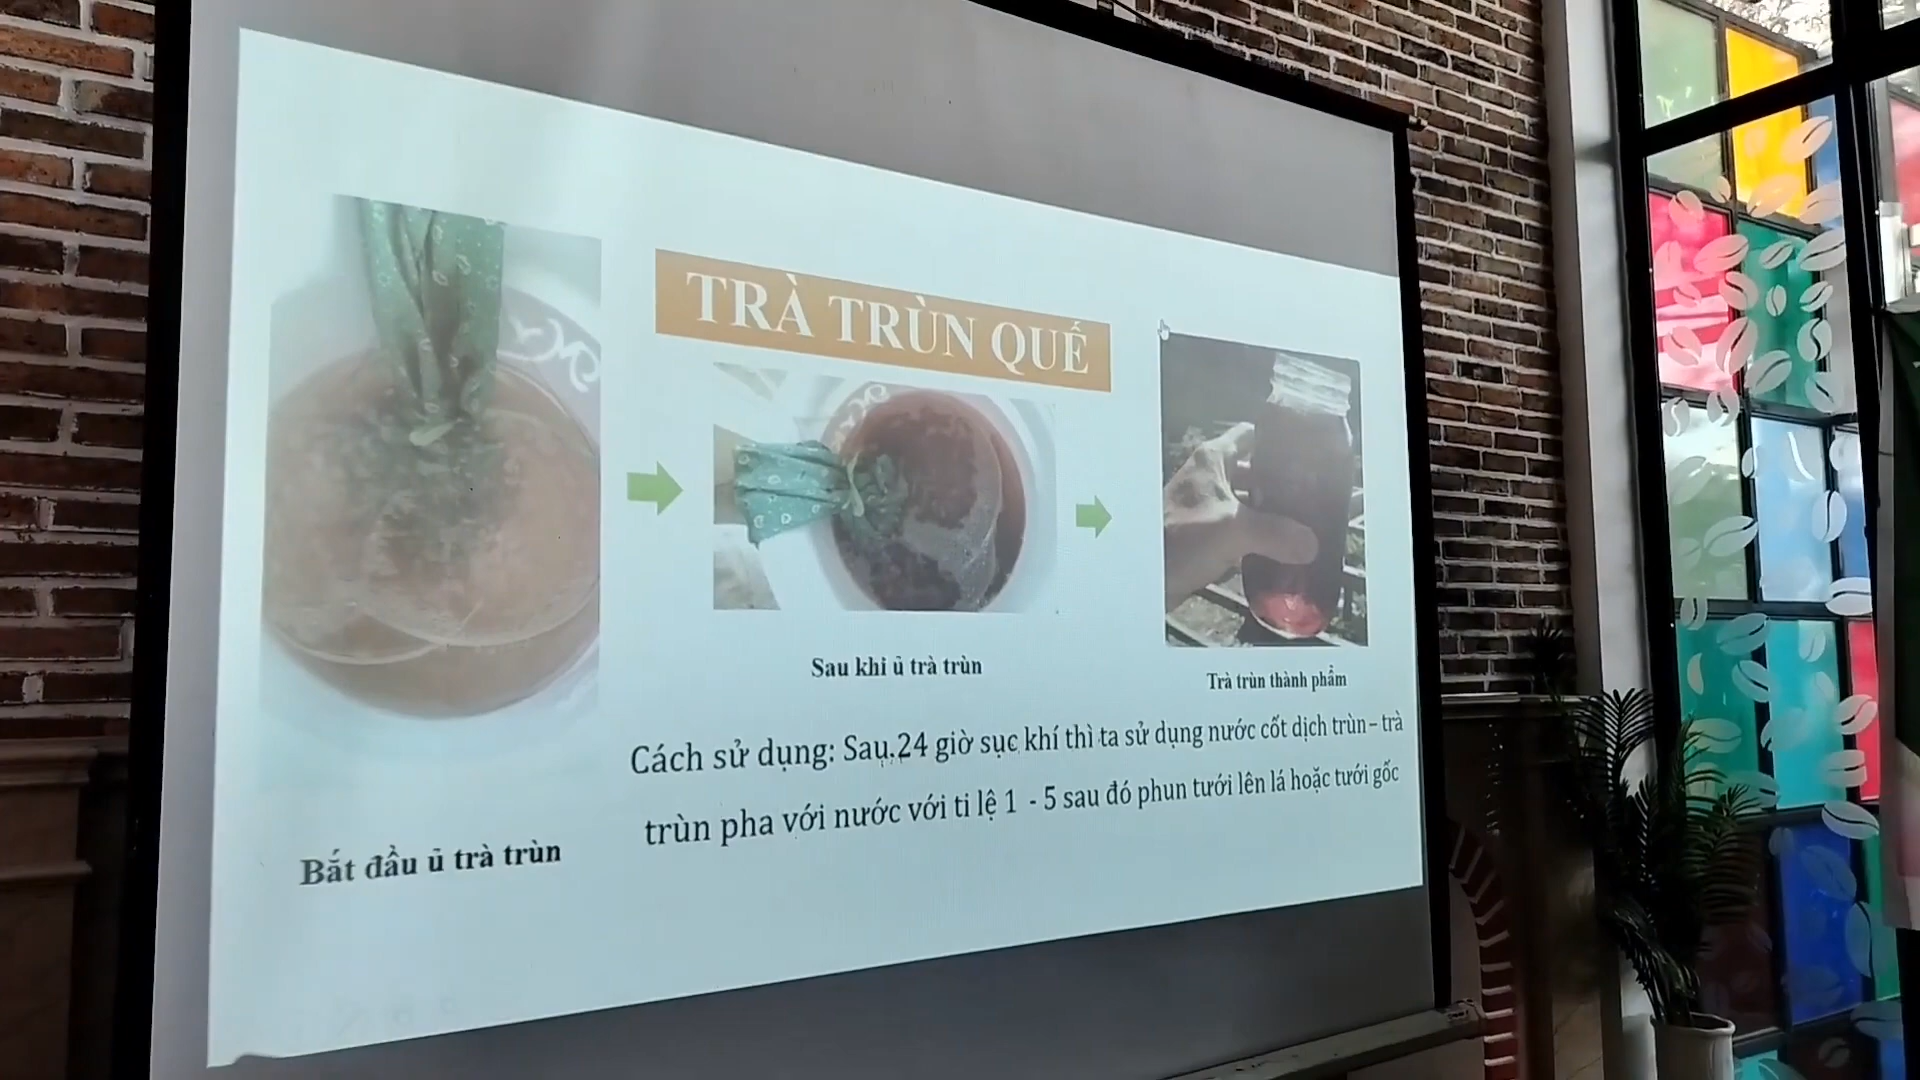 TRÀ TRÙN QUẾ
Sau khi ủ trà trùn
Trà trùn thành phẩm
Cách sử dụng: Sau 24 giờ sục khí thì ta sử dụng nước cốt dịch trùn – trà
trùn pha với nước với ti lệ 1 - 5 sau đó phun tưới lên lá hoặc tưới gốc
Bắt đầu ủ trà trùn